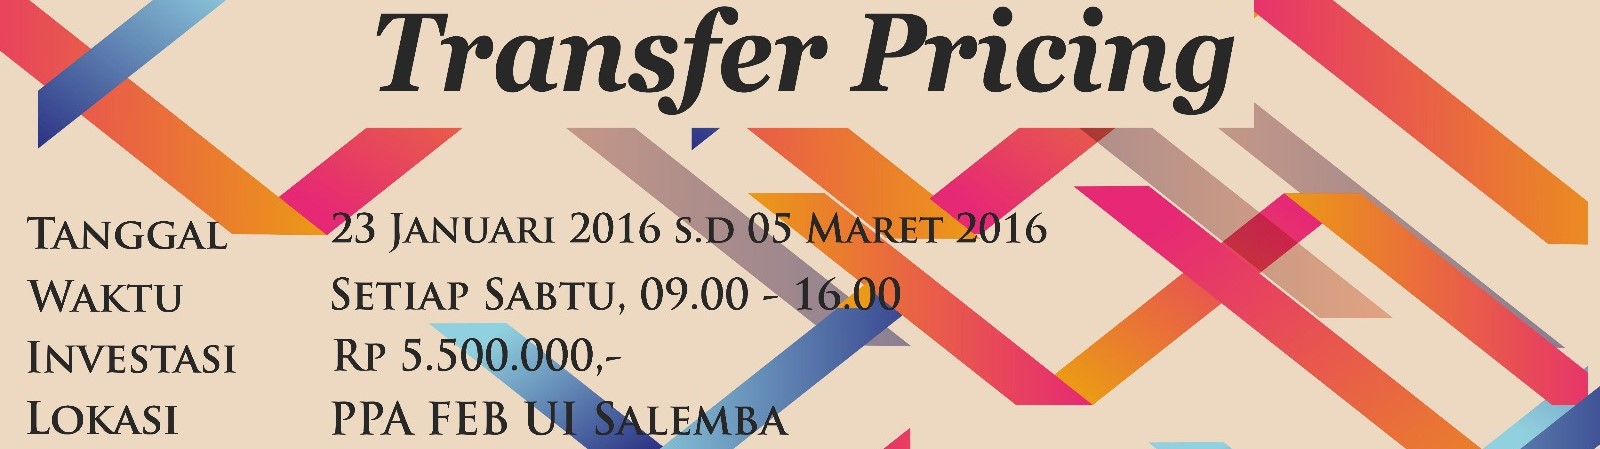 Transfer Pricing
Tanggal 23 Januari 2016 s.d 05 Maret 2016
Waktu Setiap Sabtu, 09.00 - 16.00
Investasi Rp 5.500.000,-
Lokasi PPA FEB UI Salemba